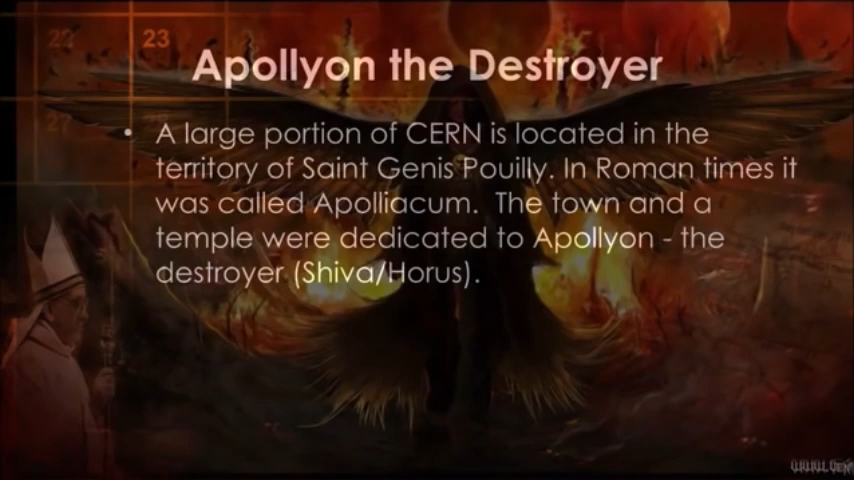 22
23
Apollyon the Destroyer
• A large portion of CERN is located in the
territory of Saint Genis Pouilly. In Roman times it
was called Apolliacum. The town and a
temple were dedicated to Apollyon - the
destroyer (Shiva/Horus).